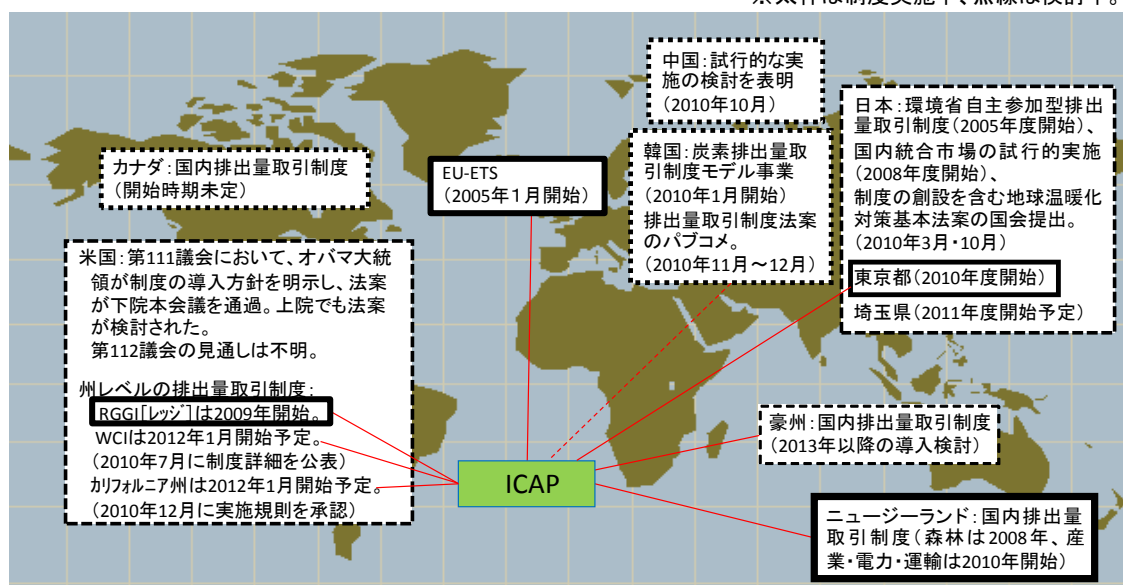 ※太枠は制度実施中、点線は検討中。
中国：試行的な実
施の検討を表明
（2010年10月）
日本：環境省自主参加型排出
量取引制度（2005年度開始）、
国内統合市場の試行的実施
（2008年度開始）、
制度の創設を含む地球温暖化
対策基本法案の国会提出。
（2010年3月・10月）
東京都（2010年度開始）
埼玉県（2011年度開始予定）
韓国：炭素排出量取
引制度モデル事業
（2010年1月開始）
排出量取引制度法案
のパブコメ。
（2010年11月～12月）
カナダ：国内排出量取引制度
（開始時期未定）
EU-ETS
（2005年１月開始）
米国：第111議会において、オバマ大統
領が制度の導入方針を明示し、法案
が下院本会議を通過。上院でも法案
が検討された。
第112議会の見通しは不明。
州レベルの排出量取引制度：
RGGI[ﾚｯｼﾞ]は2009年開始。
WCIは2012年1月開始予定。
（2010年7月に制度詳細を公表）
ｶﾘﾌｫﾙﾆｱ州は2012年1月開始予定。
（2010年12月に実施規則を承認）
ICAP
豪州：国内排出量取引制度
（2013年以降の導入検討）
ニュージーランド：国内排出量
取引制度（森林は2008年、産
業・電力・運輸は2010年開始）